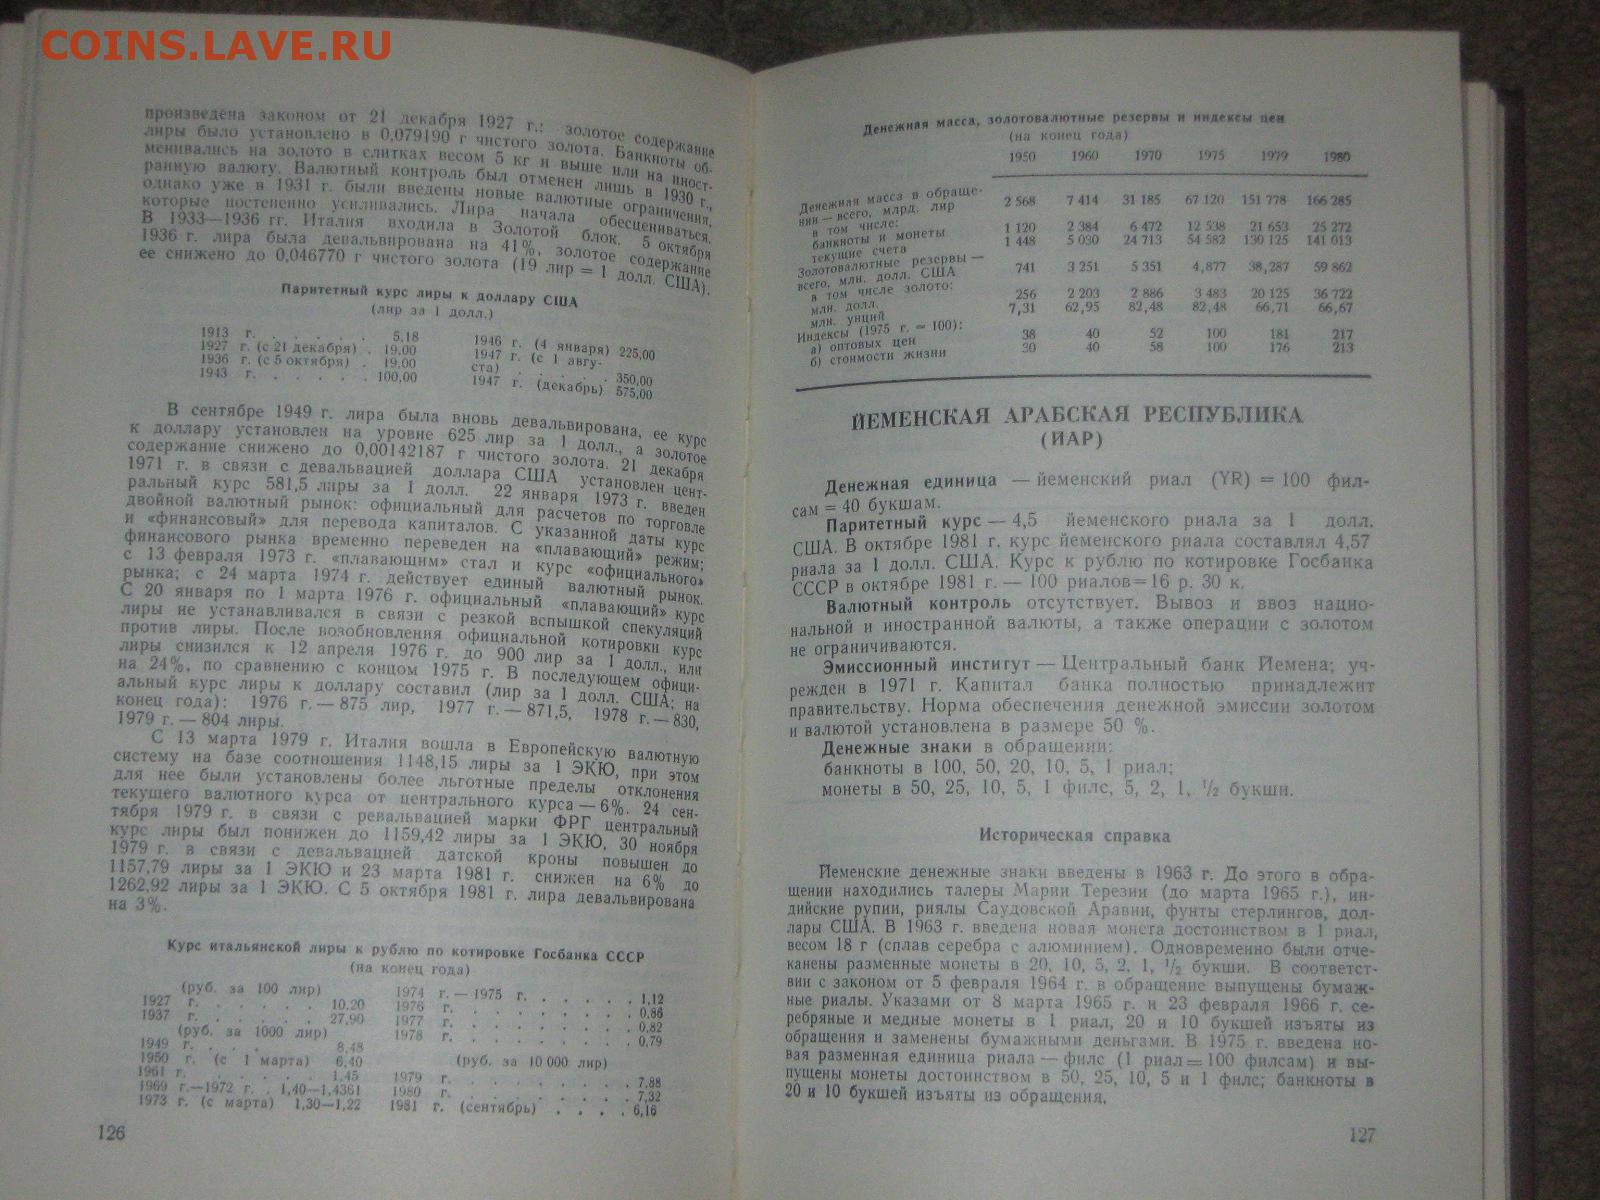 COINS.LAVE.RU
произведена законом от 21 декабря 1927 г.: золотое содержание
лиры было установлено в 0,079190 г чистого золота. Банкноты об-
менивались на золото в слитках весом 5 кг и выше или на иност-
ранную валюту. Валютный контроль был отменен лишь в 1930 г.,
однако уже в 1931 г. были введены новые валютные ограничения,
которые постепенно усиливались. Лира начала обесцениваться.
В 1933—1936 гг. Италия входила в Золотой блок. 5 октября
1936 г. лира была девальвирована на 41%, золотое содержание
ее снижено до 0,046770 г чистого золота (19 лир = 1 долл. США).
Паритетный курс лиры к доллару США
(лир за 1 долл.)
1913 г. . . . . . . 5,18
1927 г. (с 21 декабря) . 19,00
1936 г. (с 5 октября) . 19,00
1943 г. . . . . . 100,00
1946 г. (4 января) 225,00
1947 г. (с 1 авгу-
ста) . . . . . 350,00
1947 г. (декабрь) 575,00
В сентябре 1949 г. лира была вновь девальвирована, ее курс
к доллару установлен на уровне 625 лир за 1 долл., а золотое
содержание снижено до 0,00142187 г чистого золота. 21 декабря
1971 г. в связи с девальвацией доллара США установлен цент-
ральный курс 581,5 лиры за 1 долл. 22 января 1973 г. введен
двойной валютный рынок: официальный для расчетов по торговле
и «финансовый» для перевода капиталов. С указанной даты курс
финансового рынка временно переведен на «плавающий» режим;
с 13 февраля 1973 г. «плавающим» стал и курс «официального»
рынка; с 24 марта 1974 г. действует единый валютный рынок.
С 20 января по 1 марта 1976 г. официальный «плавающий» курс
лиры не устанавливался в связи с резкой вспышкой спекуляций
против лиры. После возобновления официальной котировки курс
лиры снизился к 12 апреля 1976 г. до 900 лир за 1 долл., или
на 24%, по сравнению с концом 1975 г. В последующем офици-
альный курс лиры к доллару составил (лир за 1 долл. США; на
конец года): 1976 г. — 875 лир, 1977 г. — 871,5, 1978 г. — 830,
1979 г. — 804 лиры.
С 13 марта 1979 г. Италия вошла в Европейскую валютную
систему на базе соотношения 1148,15 лиры за 1 ЭКЮ, при этом
для нее были установлены более льготные пределы отклонения
текущего валютного курса от центрального курса — 6%. 24 сен-
тября 1979 г. в связи с ревальвацией марки ФРГ центральный
курс лиры был понижен до 1159,42 лиры за 1 ЭКЮ, 30 ноября
1979 г. в связи с девальвацией датской кроны повышен до
1157,79 лиры за 1 ЭКЮ и 23 марта 1981 г. снижен на 6% до
1262,92 лиры за 1 ЭКЮ. С 5 октября 1981 г. лира девальвирована
на 3%.
Курс итальянской лиры к рублю по котировке Госбанка СССР
(на конец года)
(руб. за 100 лир)
1927 г. . . . . . . 10,20
1937 г. . . . . . . 27,90
(руб. за 1000 лир)
1949 г. . . . . 8,48
1950 г. (с 1 марта) 6,40
1961 г. . . . . . . 1,45
1969 г.—1972 г. . 1,40—1,4361
1973 г. (с марта) 1,30—1,22
1974 г. — 1975 г. . . . . . 1,12
1976 г. . . . . . . . . 0,86
1977 г. . . . . . . . . 0,82
1978 г. . . . . . . . . 0,79
(руб. за 10 000 лир)
1979 г. . . . . . . . . 7,88
1980 г. . . . . . . . . 7,32
1981 г. (сентябрь) . . . . 6,16
126
Денежная масса, золотовалютные резервы и индексы цен
(на конец года)
1950 1960 1970 1975 1979 1980
Денежная масса в обраще-
нии — всего, млрд. лир 2 568 7 414 31 185 67 120 151 778 166 285
в том числе:
банкноты и монеты 1 120 2 384 6 472 12 538 21 653 25 272
текущие счета 1 448 5 030 24 713 54 582 130 125 141 013
Золотовалютные резервы —
всего, млн. долл. США 741 3 251 5 351 4,877 38,287 59 862
в том числе золото:
млн. долл. 256 2 203 2 886 3 483 20 125 36 722
млн. унций 7,31 62,95 82,48 82,48 66,71 66,67
Индексы (1975 г. = 100):
а) оптовых цен 38 40 52 100 181 217
б) стоимости жизни 30 40 58 100 176 213
ЙЕМЕНСКАЯ АРАБСКАЯ РЕСПУБЛИКА
(ЙАР)
Денежная единица — йеменский риал (YR) = 100 фил-
сам = 40 букшам.
Паритетный курс — 4,5 йеменского риала за 1 долл.
США. В октябре 1981 г. курс йеменского риала составлял 4,57
риала за 1 долл. США. Курс к рублю по котировке Госбанка
СССР в октябре 1981 г. — 100 риалов = 16 р. 30 к.
Валютный контроль отсутствует. Вывоз и ввоз нацио-
нальной и иностранной валюты, а также операции с золотом
не ограничиваются.
Эмиссионный институт — Центральный банк Йемена; уч-
режден в 1971 г. Капитал банка полностью принадлежит
правительству. Норма обеспечения денежной эмиссии золотом
и валютой установлена в размере 50 %.
Денежные знаки в обращении:
банкноты в 100, 50, 20, 10, 5, 1 риал;
монеты в 50, 25, 10, 5, 1 филс, 5, 2, 1, 1/2 букши.
Историческая справка
Йеменские денежные знаки введены в 1963 г. До этого в обра-
щении находились талеры Марии Терезии (до марта 1965 г.), ин-
дийские рупии, риялы Саудовской Аравии, фунты стерлингов, дол-
лары США. В 1963 г. введена новая монета достоинством в 1 риал,
весом 18 г (сплав серебра с алюминием). Одновременно были отче-
канены разменные монеты в 20, 10, 5, 2, 1, 1/2 букши. В соответст-
вии с законом от 5 февраля 1964 г. в обращение выпущены бумаж-
ные риалы. Указами от 8 марта 1965 г. и 23 февраля 1966 г. се-
ребряные и медные монеты в 1 риал, 20 и 10 букшей изъяты из
обращения и заменены бумажными деньгами. В 1975 г. введена но-
вая разменная единица риала — филс (1 риал = 100 филсам) и вы-
пущены монеты достоинством в 50, 25, 10, 5 и 1 филс; банкноты в
20 и 10 букшей изъяты из обращения.
127